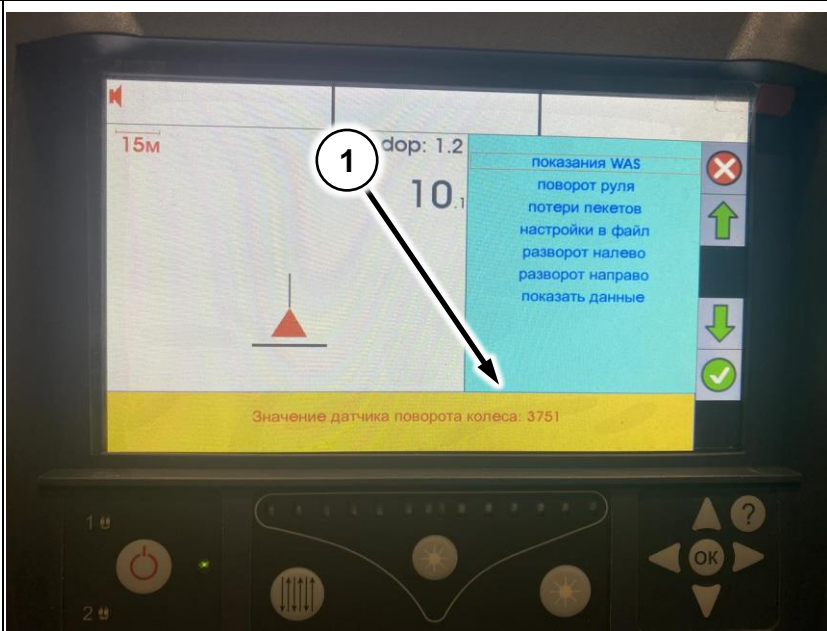 15м
dop: 1.2
1
10.1
показания WAS
поворот руля
потери пекетов
настройки в файл
разворот налево
разворот направо
показать данные
Значение датчика поворота колеса: 3751
1
?
OK
2